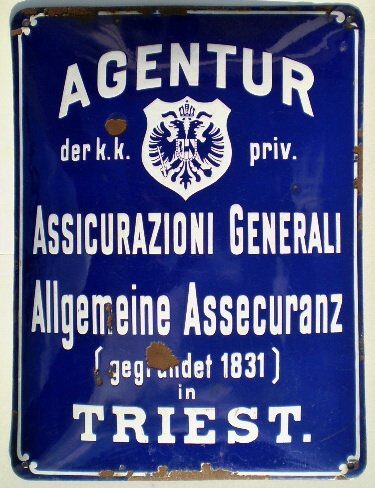 AGENTUR
der k.k. priv.
ASSICURAZIONI GENERALI
Allgemeine Assecuranz
(gegründet 1831)
in
TRIEST.